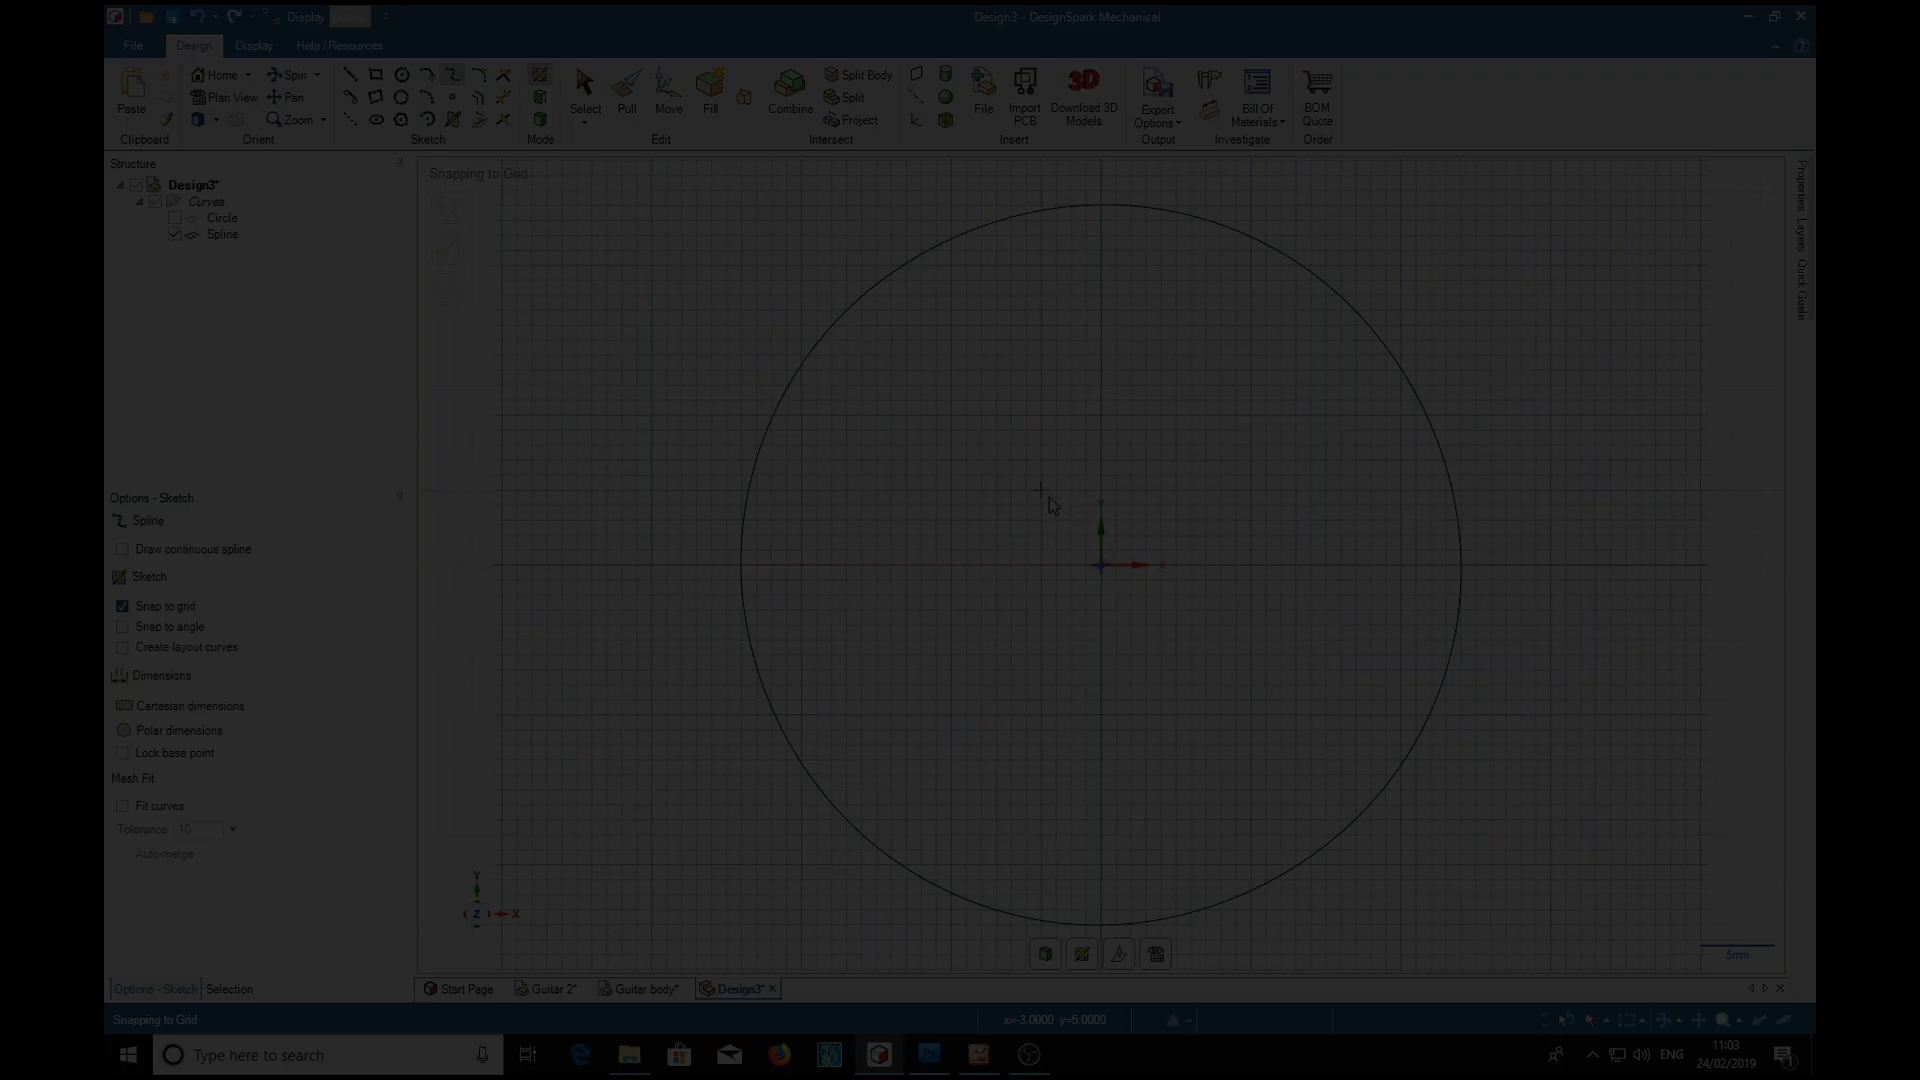 Display
Design3 - DesignSpark Mechanical
File Design Display Help / Resources
Paste
Clipboard
Home Spin
Plan View Pan
Zoom
Orient
Sketch
Mode
Select Pull Move Fill
Edit
Combine
Split Body
Split
Project
Intersect
File
Import PCB
Download 3D Models
Insert
Export Options
Output
Bill Of Materials
Investigate
BOM Quote
Order
Structure
Design3*
Curves
Circle
Spline
Snapping to Grid
Properties Layers Quick Guide
Options - Sketch
Spline
Draw continuous spline
Sketch
Snap to grid
Snap to angle
Create layout curves
Dimensions
Cartesian dimensions
Polar dimensions
Lock base point
Mesh Fit
Fit curves
Tolerance 10
Auto-merge
Y
X
Y
Z X
5mm
Options - Sketch Selection
Start Page Guitar 2* Guitar body* Design3*
Snapping to Grid
x=-3.0000 y=5.0000
Type here to search
ENG
11:03
24/02/2019